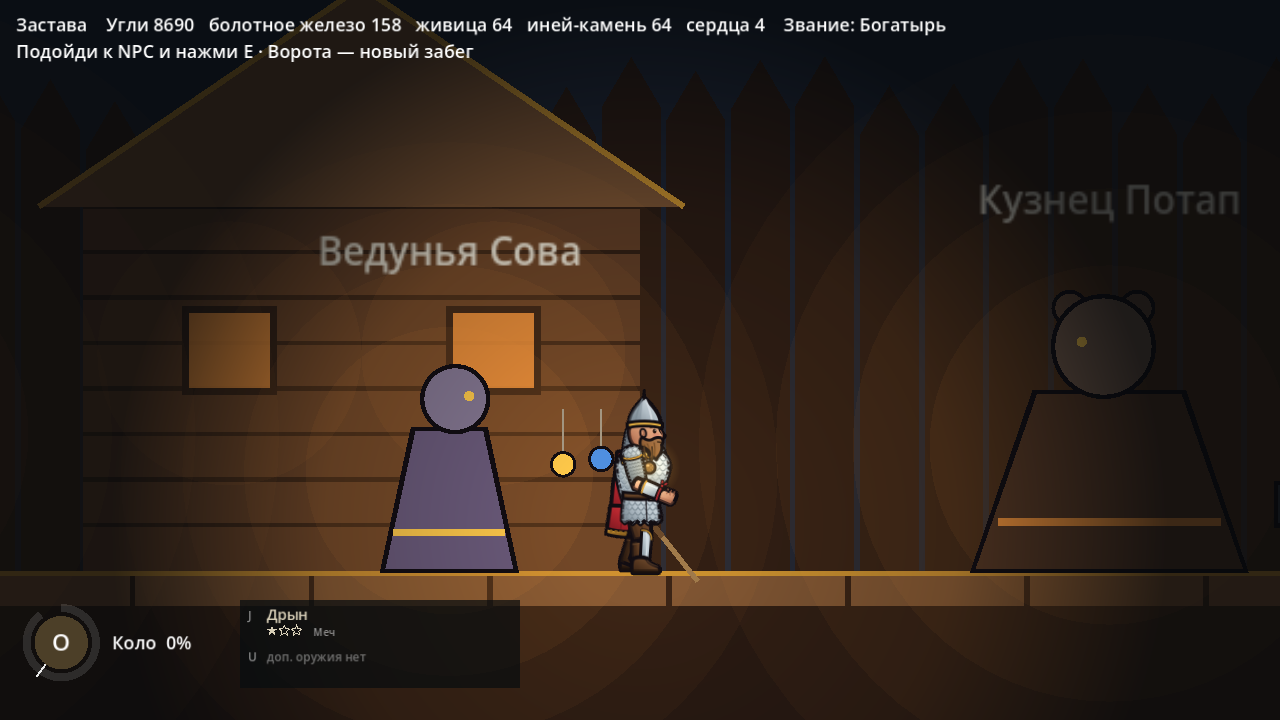 Застава Угли 8690 болотное железо 158 живица 64 иней-камень 64 сердца 4 Звание: Богатырь
Подойди к NPC и нажми E · Ворота — новый забег
Кузнец Потап
Ведунья Сова
О Коло 0%
J Дрын
★☆☆ Меч
U доп. оружия нет